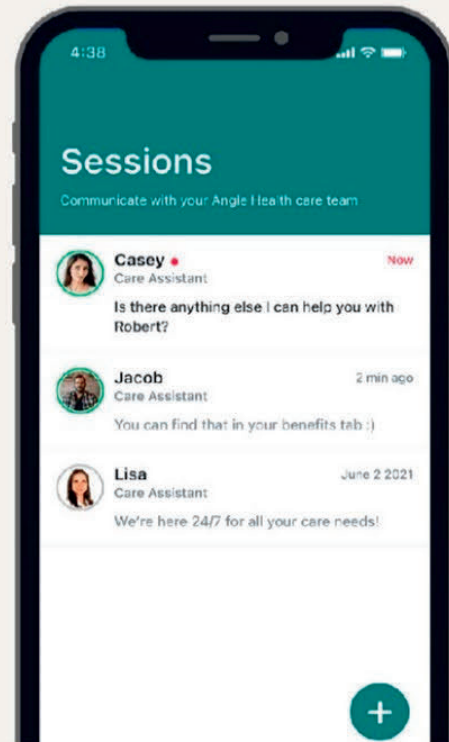 4:38
Sessions
Communicate with your Angle Health care team
Casey
Now
Care Assistant
Is there anything else I can help you with
Robert?
Jacob
2 min ago
Care Assistant
You can find that in your benefits tab :)
Lisa
June 2 2021
Care Assistant
We're here 24/7 for all your care needs!
+